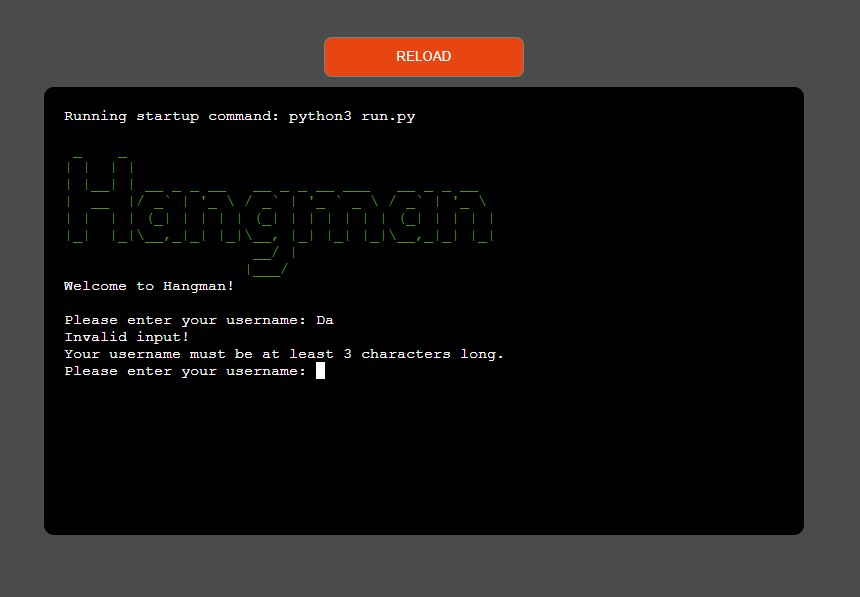 RELOAD
Running startup command: python3 run.py
Hangman
Welcome to Hangman!
Please enter your username: Da
Invalid input!
Your username must be at least 3 characters long.
Please enter your username: